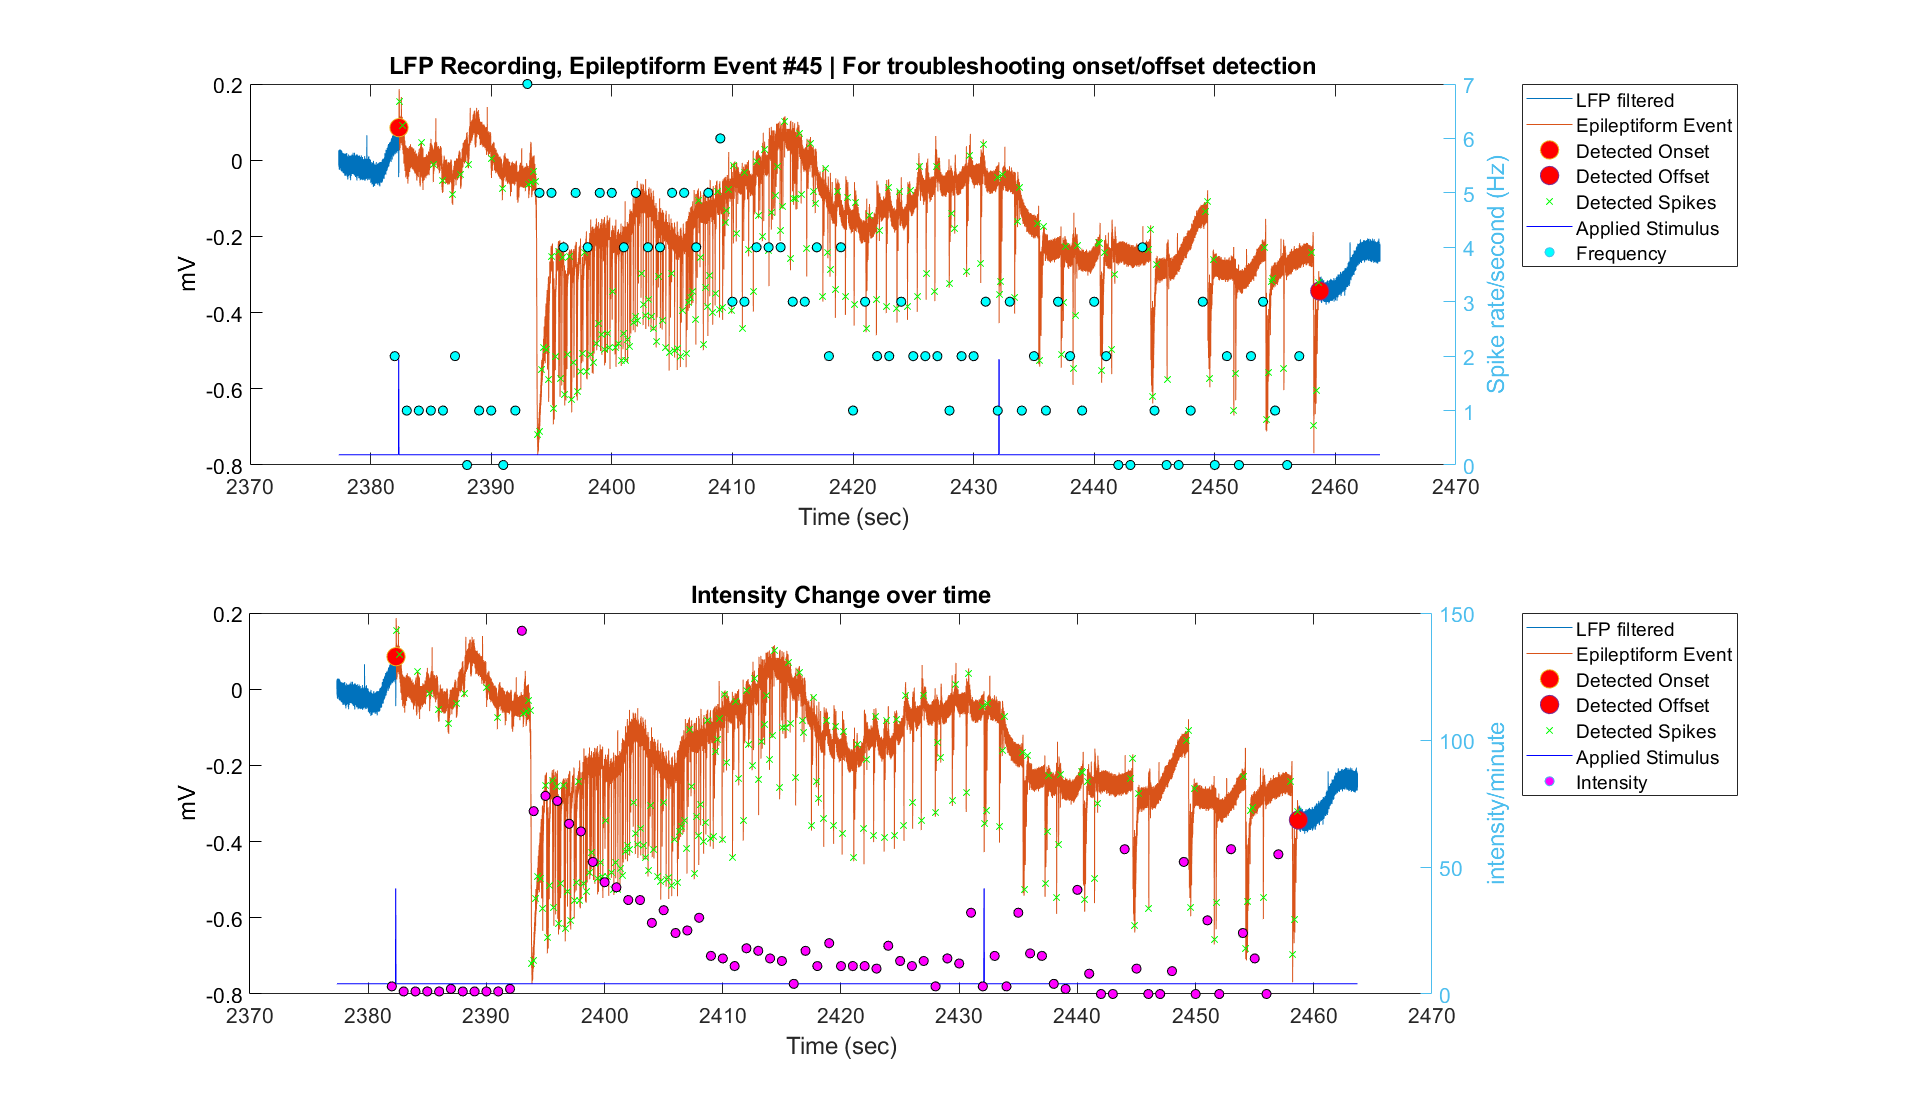 LFP Recording, Epileptiform Event #45 | For troubleshooting onset/offset detection
0.2
0
-0.2
-0.4
-0.6
-0.8
mV
7
6
5
4
3
2
1
0
Spike rate/second (Hz)
2370 2380 2390 2400 2410 2420 2430 2440 2450 2460 2470
Time (sec)
LFP filtered
Epileptiform Event
Detected Onset
Detected Offset
Detected Spikes
Applied Stimulus
Frequency
Intensity Change over time
0.2
0
-0.2
-0.4
-0.6
-0.8
mV
150
100
50
0
intensity/minute
2370 2380 2390 2400 2410 2420 2430 2440 2450 2460 2470
Time (sec)
LFP filtered
Epileptiform Event
Detected Onset
Detected Offset
Detected Spikes
Applied Stimulus
Intensity